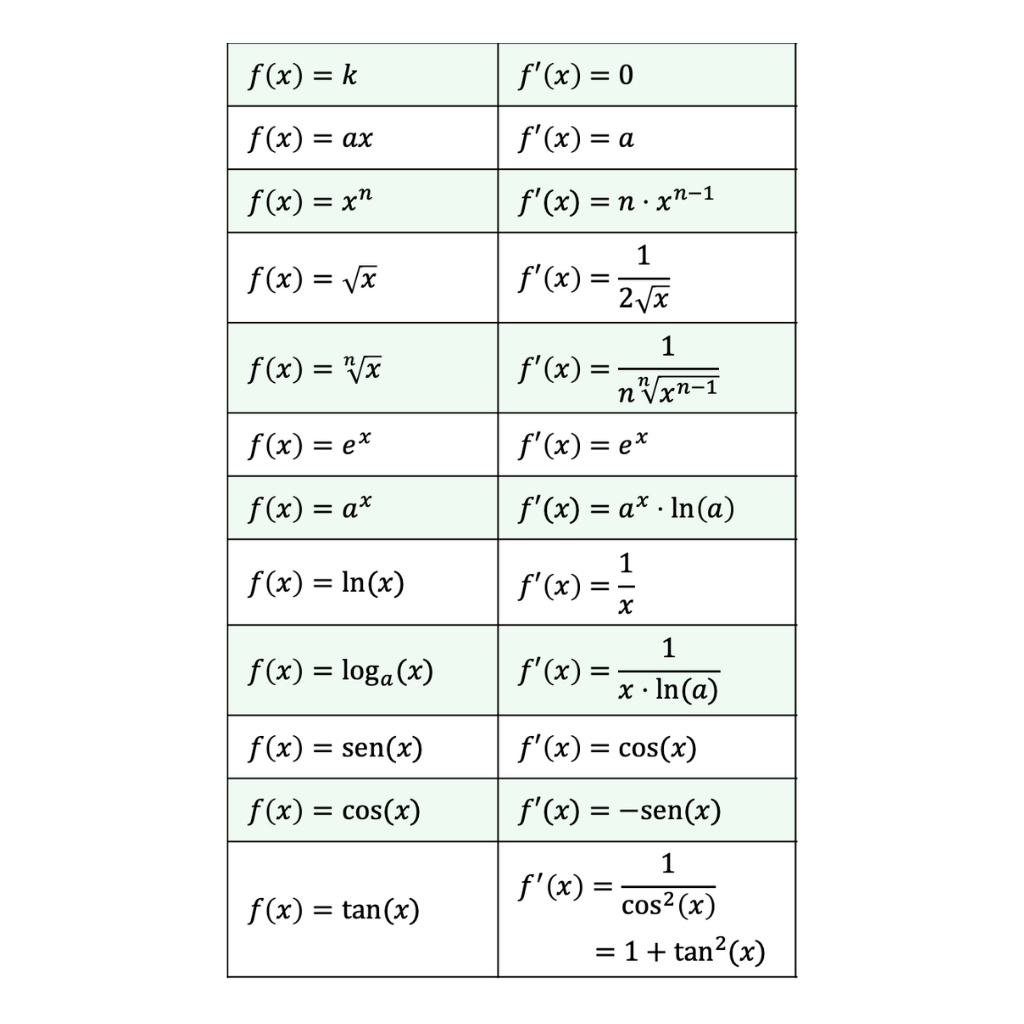 f(x) = k f′(x) = 0
f(x) = ax f′(x) = a
f(x) = xⁿ f′(x) = n · xⁿ⁻¹
f(x) = √x f′(x) = 1/(2√x)
f(x) = ⁿ√x f′(x) = 1/(n ⁿ√(xⁿ⁻¹))
f(x) = eˣ f′(x) = eˣ
f(x) = aˣ f′(x) = aˣ · ln(a)
f(x) = ln(x) f′(x) = 1/x
f(x) = logₐ(x) f′(x) = 1/(x · ln(a))
f(x) = sen(x) f′(x) = cos(x)
f(x) = cos(x) f′(x) = −sen(x)
f(x) = tan(x) f′(x) = 1/cos²(x)
= 1 + tan²(x)